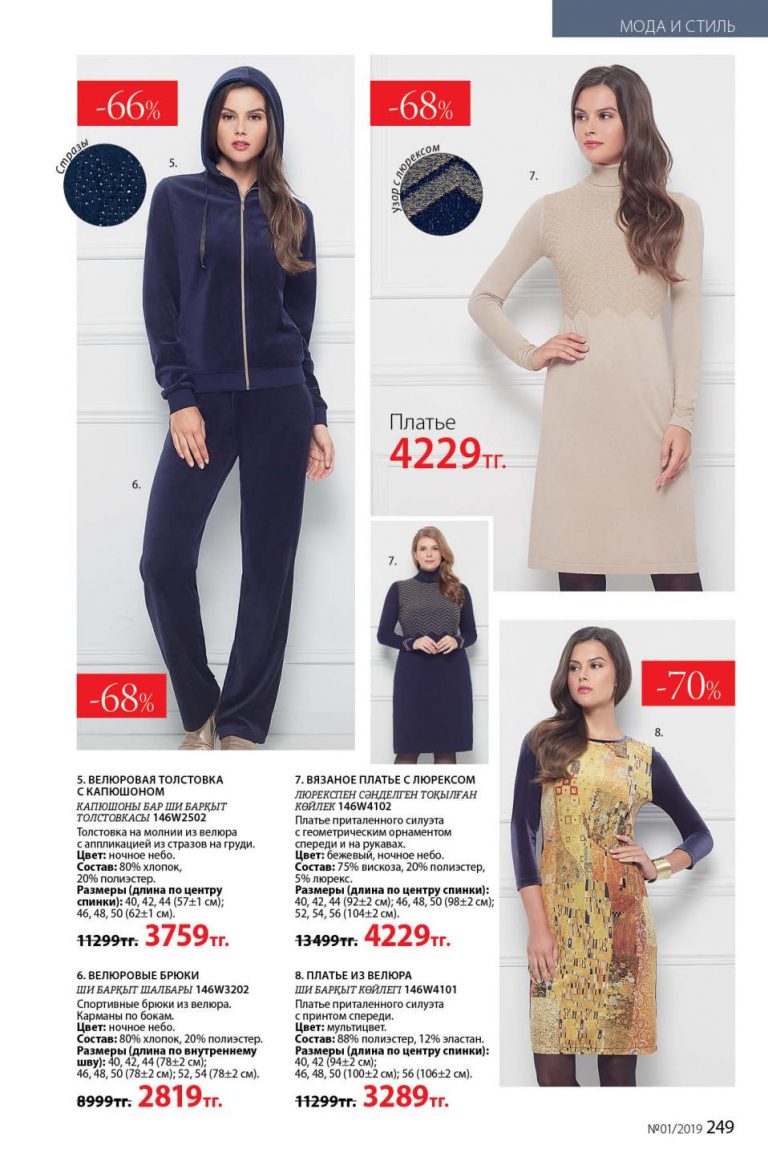 МОДА И СТИЛЬ
-66%
Стразы
5.
6.
-68%
-68%
узор с люрексом
7.
Платье
4229тг.
7.
-70%
8.
5. ВЕЛЮРОВАЯ ТОЛСТОВКА
С КАПЮШОНОМ
КАПЮШОНЫ БАР ШИ БАРҚЫТ
ТОЛСТОВКАСЫ 146W2502
Толстовка на молнии из велюра
с аппликацией из стразов на груди.
Цвет: ночное небо.
Состав: 80% хлопок,
20% полиэстер.
Размеры (длина по центру
спинки): 40, 42, 44 (57±1 см);
46, 48, 50 (62±1 см).
11299тг. 3759тг.
6. ВЕЛЮРОВЫЕ БРЮКИ
ШИ БАРҚЫТ ШАЛБАРЫ 146W3202
Спортивные брюки из велюра.
Карманы по бокам.
Цвет: ночное небо.
Состав: 80% хлопок, 20% полиэстер.
Размеры (длина по внутреннему
шву): 40, 42, 44 (78±2 см);
46, 48, 50 (78±2 см); 52, 54 (78±2 см).
8999тг. 2819тг.
7. ВЯЗАНОЕ ПЛАТЬЕ С ЛЮРЕКСОМ
ЛЮРЕКСПЕН СӘНДЕЛГЕН ТОҚЫЛҒАН
КӨЙЛЕК 146W4102
Платье приталенного силуэта
с геометрическим орнаментом
спереди и на рукавах.
Цвет: бежевый, ночное небо.
Состав: 75% вискоза, 20% полиэстер,
5% люрекс.
Размеры (длина по центру спинки):
40, 42, 44 (92±2 см); 46, 48, 50 (98±2 см);
52, 54, 56 (104±2 см).
13499тг. 4229тг.
8. ПЛАТЬЕ ИЗ ВЕЛЮРА
ШИ БАРҚЫТ КӨЙЛЕГІ 146W4101
Платье приталенного силуэта
с принтом спереди.
Цвет: мультицвет.
Состав: 88% полиэстер, 12% эластан.
Размеры (длина по центру спинки):
40, 42 (94±2 см);
46, 48, 50 (100±2 см); 56 (106±2 см).
11299тг. 3289тг.
№01/2019 249